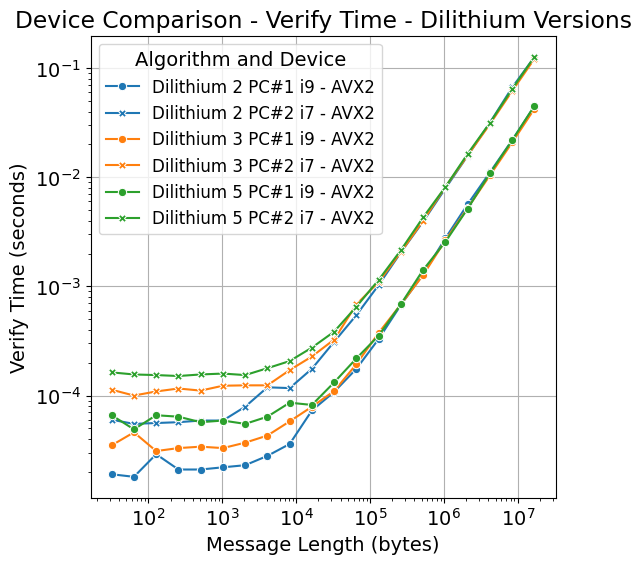 Device Comparison - Verify Time - Dilithium Versions
Algorithm and Device
Dilithium 2 PC#1 i9 - AVX2
Dilithium 2 PC#2 i7 - AVX2
Dilithium 3 PC#1 i9 - AVX2
Dilithium 3 PC#2 i7 - AVX2
Dilithium 5 PC#1 i9 - AVX2
Dilithium 5 PC#2 i7 - AVX2
Verify Time (seconds)
10⁻¹
10⁻²
10⁻³
10⁻⁴
10² 10³ 10⁴ 10⁵ 10⁶ 10⁷
Message Length (bytes)